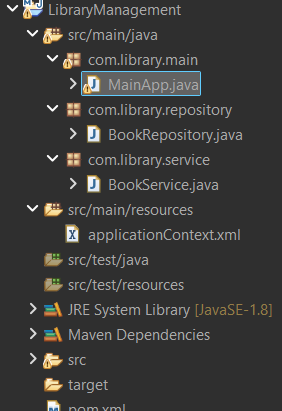 LibraryManagement
src/main/java
com.library.main
MainApp.java
com.library.repository
BookRepository.java
com.library.service
BookService.java
src/main/resources
applicationContext.xml
src/test/java
src/test/resources
JRE System Library [JavaSE-1.8]
Maven Dependencies
src
target
pom.xml